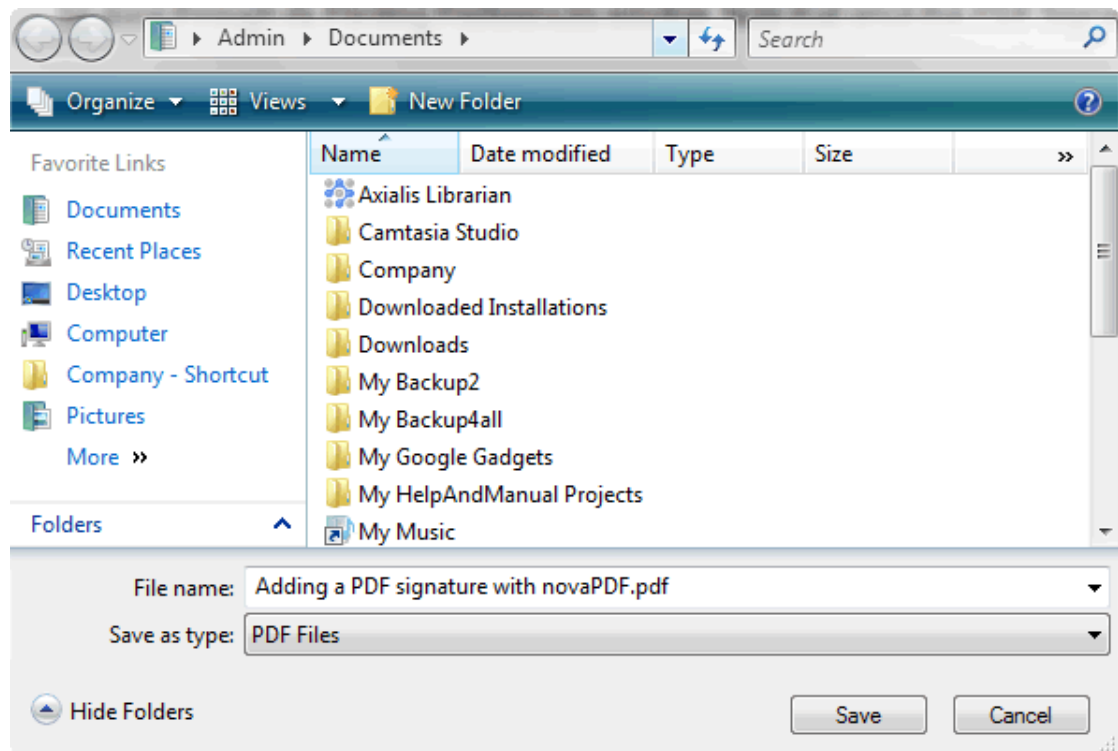 Admin Documents Search
Organize Views New Folder
Favorite Links
Documents
Recent Places
Desktop
Computer
Company - Shortcut
Pictures
More »
Folders
Name Date modified Type Size »
Axialis Librarian
Camtasia Studio
Company
Downloaded Installations
Downloads
My Backup2
My Backup4all
My Google Gadgets
My HelpAndManual Projects
My Music
File name: Adding a PDF signature with novaPDF.pdf
Save as type: PDF Files
Hide Folders Save Cancel